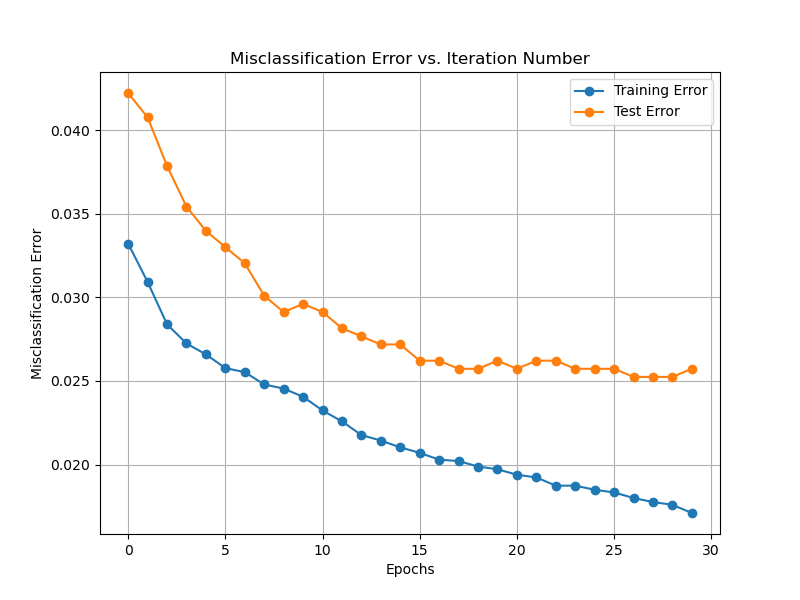 Misclassification Error vs. Iteration Number
Training Error
Test Error
0.040
0.035
0.030
0.025
0.020
Misclassification Error
0 5 10 15 20 25 30
Epochs